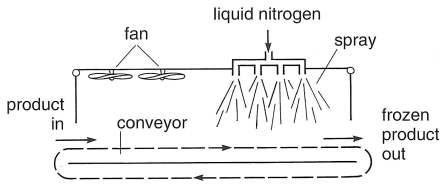 liquid nitrogen
fan
spray
product
in
conveyor
frozen
product
out